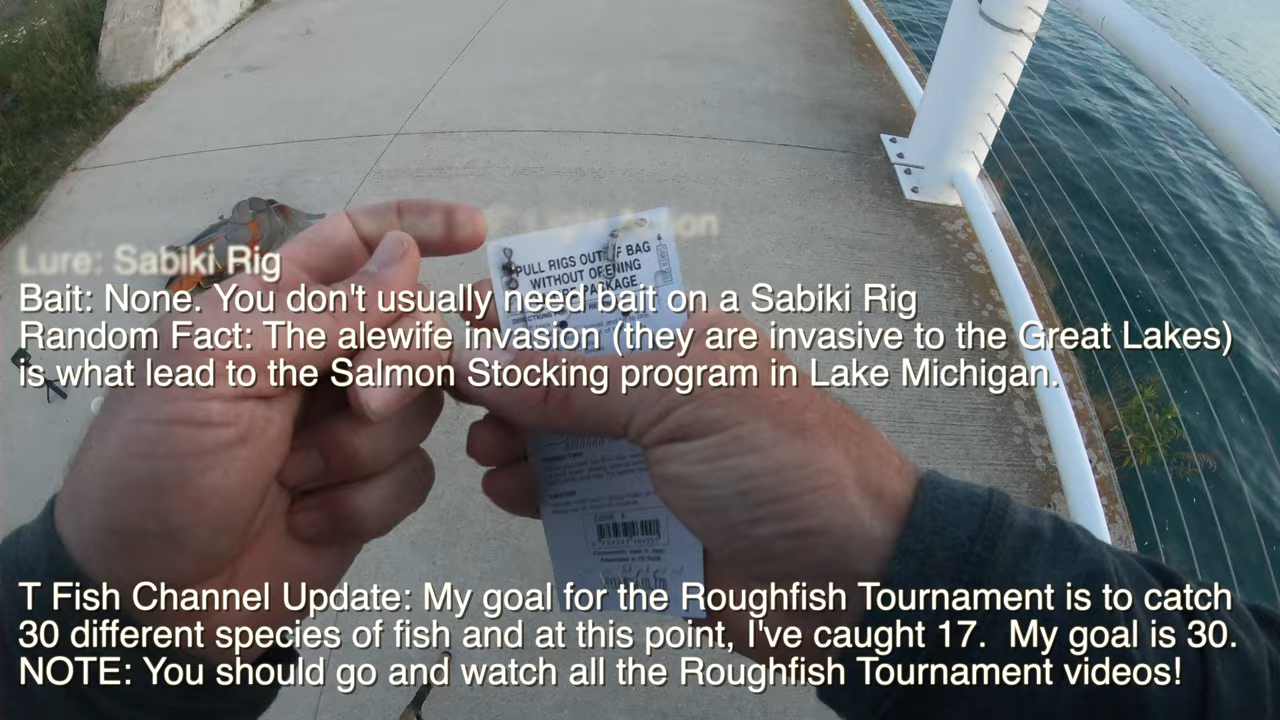 Light Action
Lure: Sabiki Rig
PULL RIGS OUT OF BAG
WITHOUT OPENING
PACKAGE
Bait: None. You don't usually need bait on a Sabiki Rig
Random Fact: The alewife invasion (they are invasive to the Great Lakes)
is what lead to the Salmon Stocking program in Lake Michigan.
T Fish Channel Update: My goal for the Roughfish Tournament is to catch
30 different species of fish and at this point, I've caught 17. My goal is 30.
NOTE: You should go and watch all the Roughfish Tournament videos!